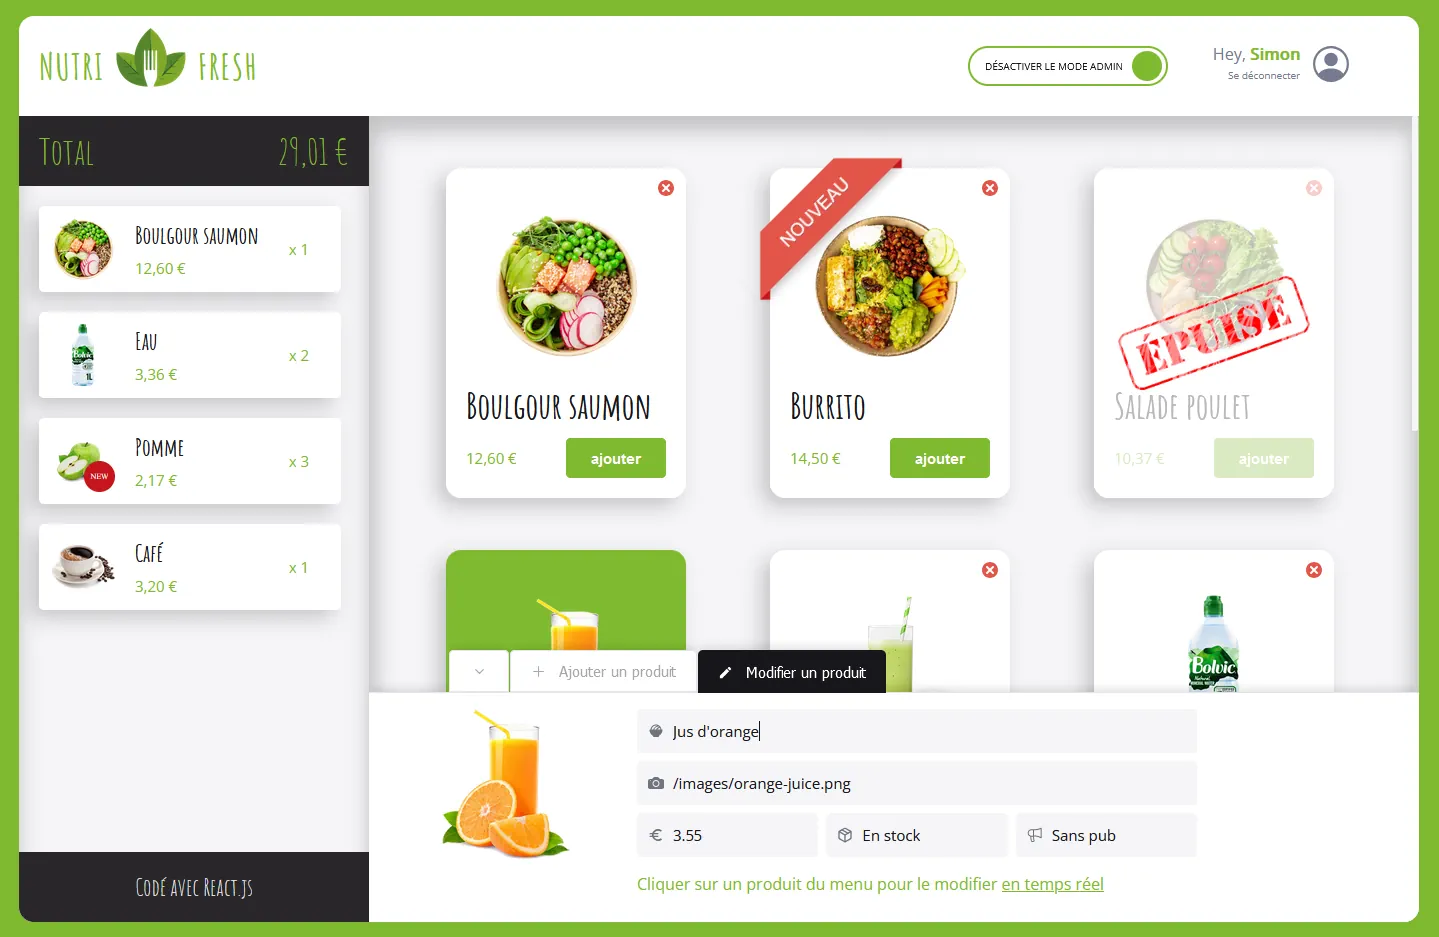 NUTRI FRESH
DÉSACTIVER LE MODE ADMIN
Hey, Simon
Se déconnecter
TOTAL 29,01 €
BOULGOUR SAUMON
12,60 €
x 1
EAU
3,36 €
x 2
POMME
2,17 €
x 3
NEW
CAFÉ
3,20 €
x 1
CODÉ AVEC REACT.JS
BOULGOUR SAUMON
12,60 €
ajouter
NOUVEAU
BURRITO
14,50 €
ajouter
ÉPUISÉ
SALADE POULET
10,37 €
ajouter
Bolvic
Ajouter un produit
Modifier un produit
Jus d'orange
/images/orange-juice.png
€ 3.55
En stock
Sans pub
Cliquer sur un produit du menu pour le modifier en temps réel